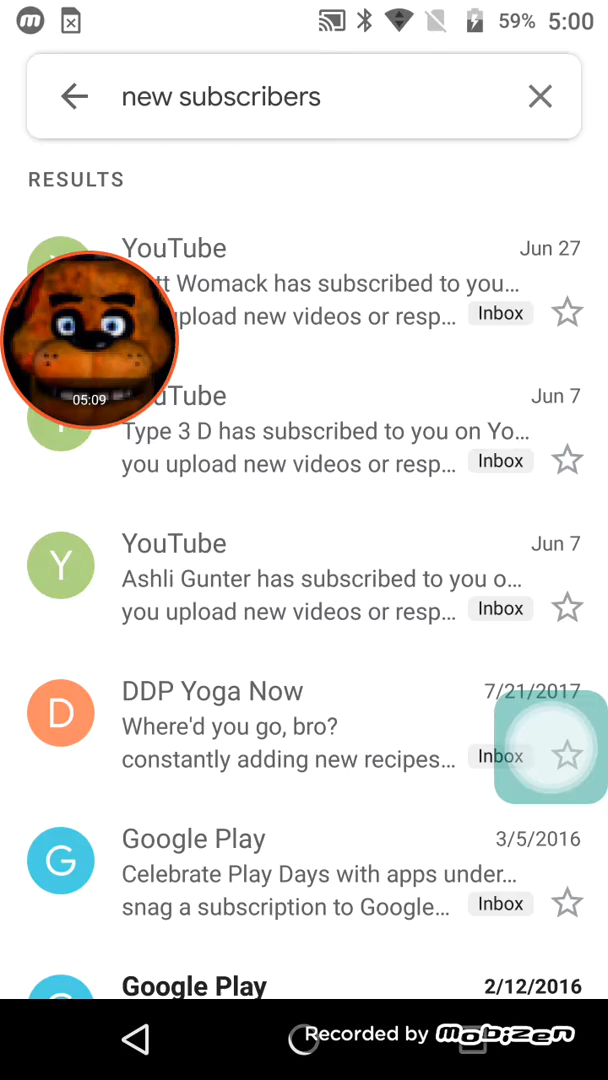 59% 5:00
new subscribers
RESULTS
YouTube Jun 27
Womack has subscribed to you…
upload new videos or resp… Inbox
05:09
YouTube Jun 7
Type 3 D has subscribed to you on Yo…
you upload new videos or resp… Inbox
Y YouTube Jun 7
Ashli Gunter has subscribed to you o…
you upload new videos or resp… Inbox
D DDP Yoga Now 7/21/2017
Where'd you go, bro?
constantly adding new recipes… Inbox
G Google Play 3/5/2016
Celebrate Play Days with apps under…
snag a subscription to Google… Inbox
Google Play 2/12/2016
Recorded by mobizen